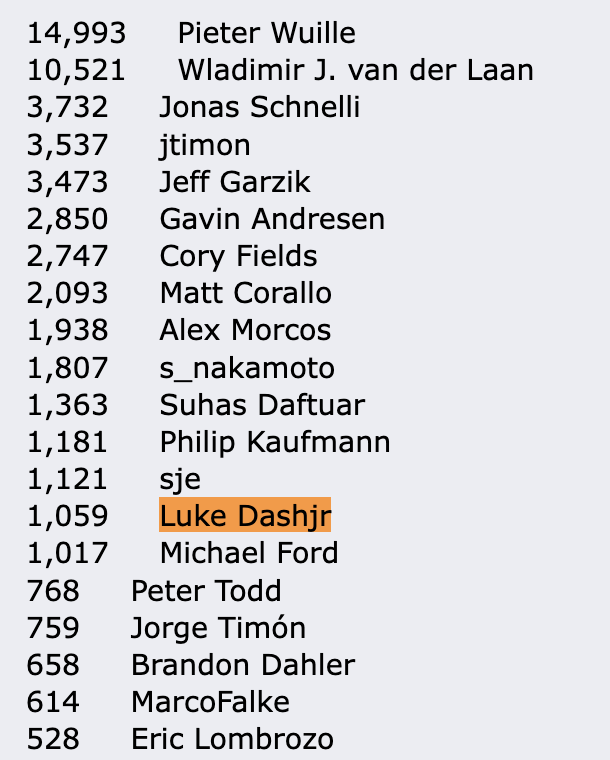 14,993 Pieter Wuille
10,521 Wladimir J. van der Laan
3,732 Jonas Schnelli
3,537 jtimon
3,473 Jeff Garzik
2,850 Gavin Andresen
2,747 Cory Fields
2,093 Matt Corallo
1,938 Alex Morcos
1,807 s_nakamoto
1,363 Suhas Daftuar
1,181 Philip Kaufmann
1,121 sje
1,059 Luke Dashjr
1,017 Michael Ford
768 Peter Todd
759 Jorge Timón
658 Brandon Dahler
614 MarcoFalke
528 Eric Lombrozo